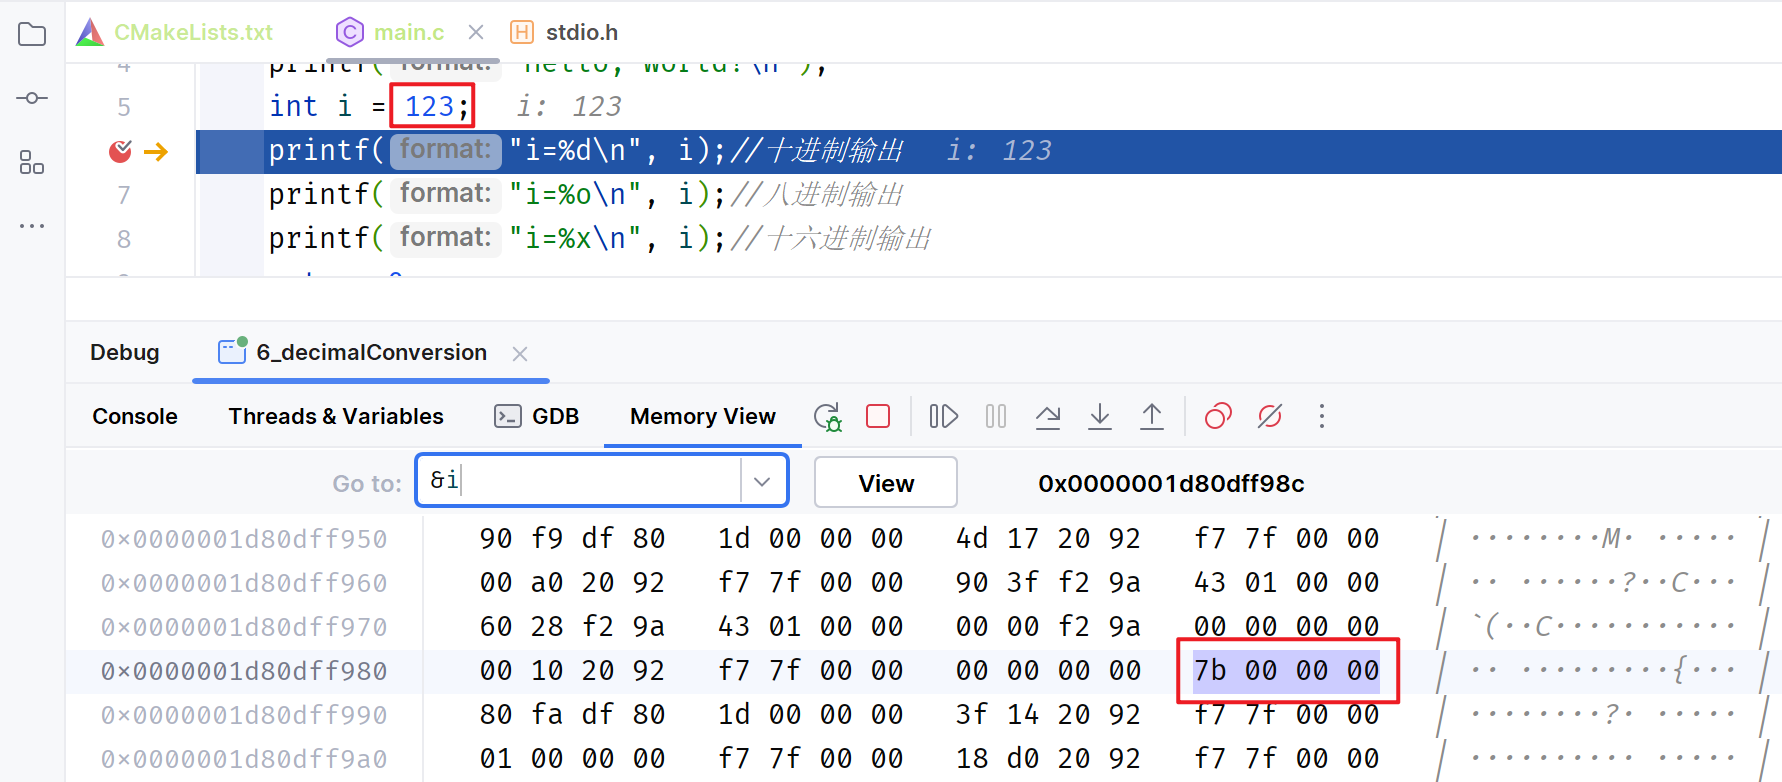 CMakeLists.txt main.c stdio.h
4 printf( format: "hello, world!\n");
5 int i = 123; i: 123
printf( format: "i=%d\n", i);//十进制输出 i: 123
7 printf( format: "i=%o\n", i);//八进制输出
8 printf( format: "i=%x\n", i);//十六进制输出
Debug 6_decimalConversion
Console Threads & Variables GDB Memory View
Go to: &i View 0x0000001d80dff98c
0x0000001d80dff950 90 f9 df 80 1d 00 00 00 4d 17 20 92 f7 7f 00 00 | ········M· ····· |
0x0000001d80dff960 00 a0 20 92 f7 7f 00 00 90 3f f2 9a 43 01 00 00 | ·· ······?··C··· |
0x0000001d80dff970 60 28 f2 9a 43 01 00 00 00 00 f2 9a 00 00 00 00 | `(··C··········· |
0x0000001d80dff980 00 10 20 92 f7 7f 00 00 00 00 00 00 7b 00 00 00 | ·· ·········{··· |
0x0000001d80dff990 80 fa df 80 1d 00 00 00 3f 14 20 92 f7 7f 00 00 | ········?· ····· |
0x0000001d80dff9a0 01 00 00 00 f7 7f 00 00 18 d0 20 92 f7 7f 00 00 | ·········· ····· |